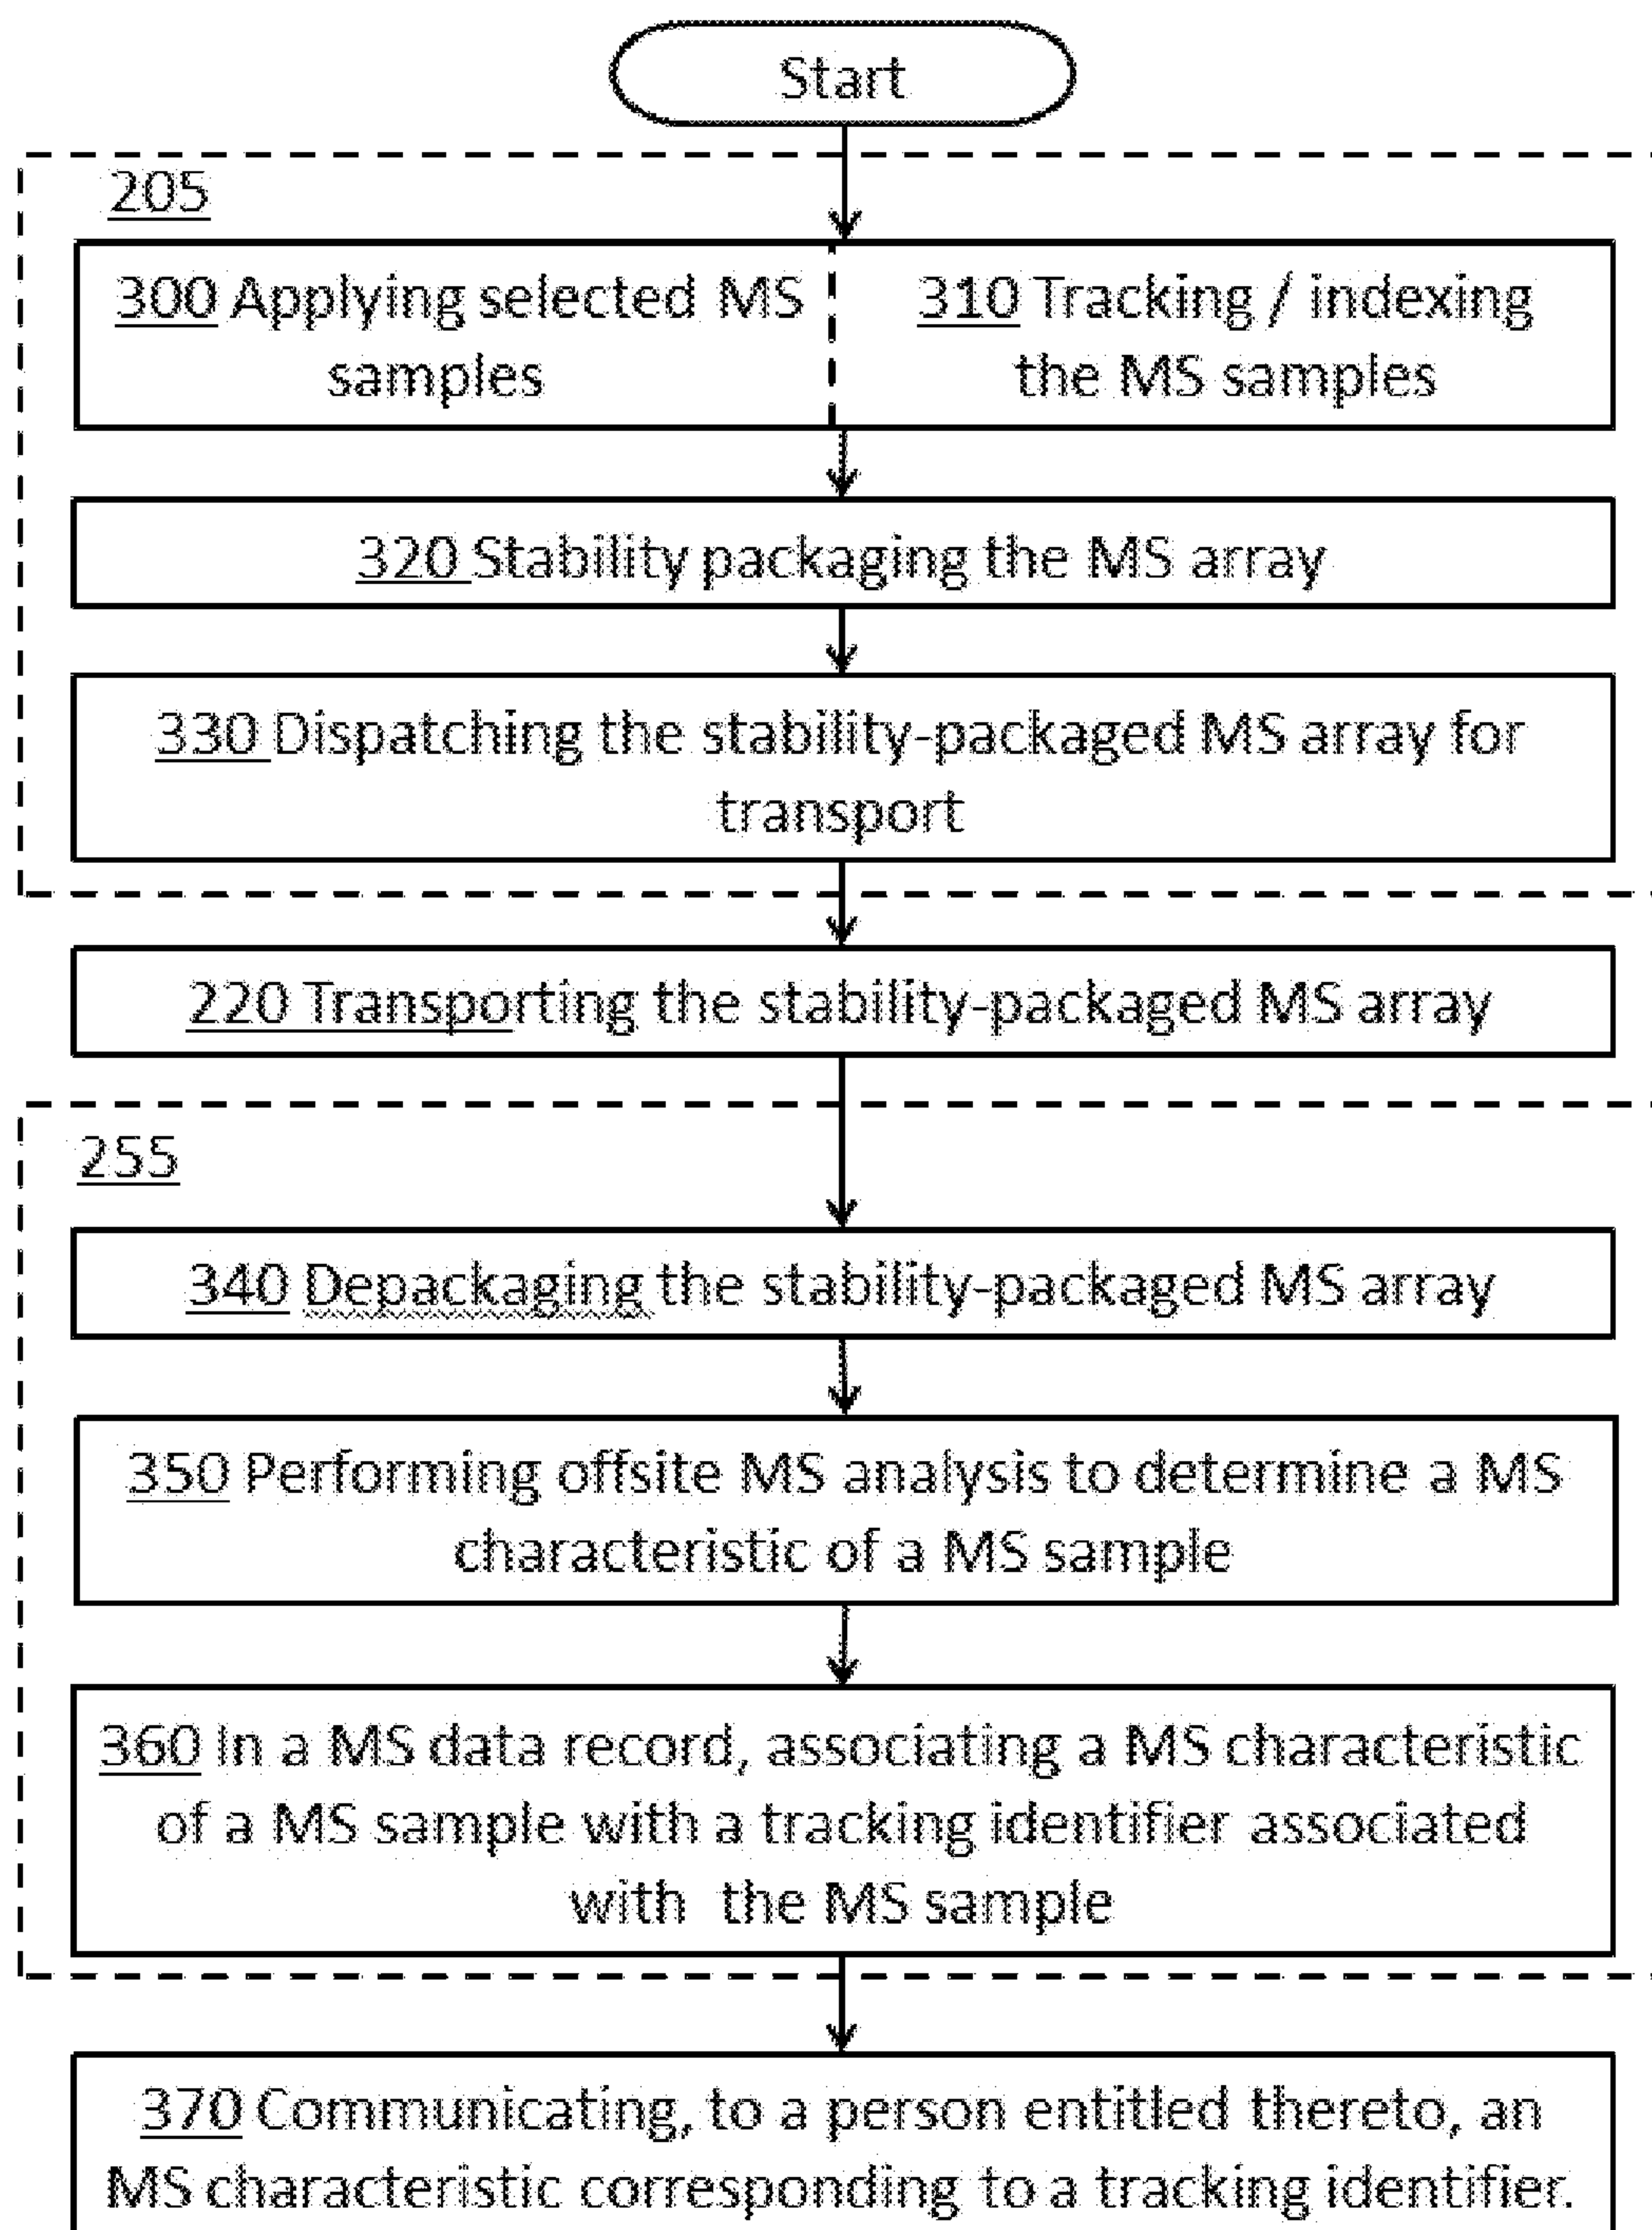 Start
205
300 Applying selected MS
samples
310 Tracking / indexing
the MS samples
320 Stability packaging the MS array
330 Dispatching the stability-packaged MS array for
transport
220 Transporting the stability-packaged MS array
255
340 Depackaging the stability-packaged MS array
350 Performing offsite MS analysis to determine a MS
characteristic of a MS sample
360 In a MS data record, associating a MS characteristic
of a MS sample with a tracking identifier associated
with the MS sample
370 Communicating, to a person entitled thereto, an
MS characteristic corresponding to a tracking identifier.